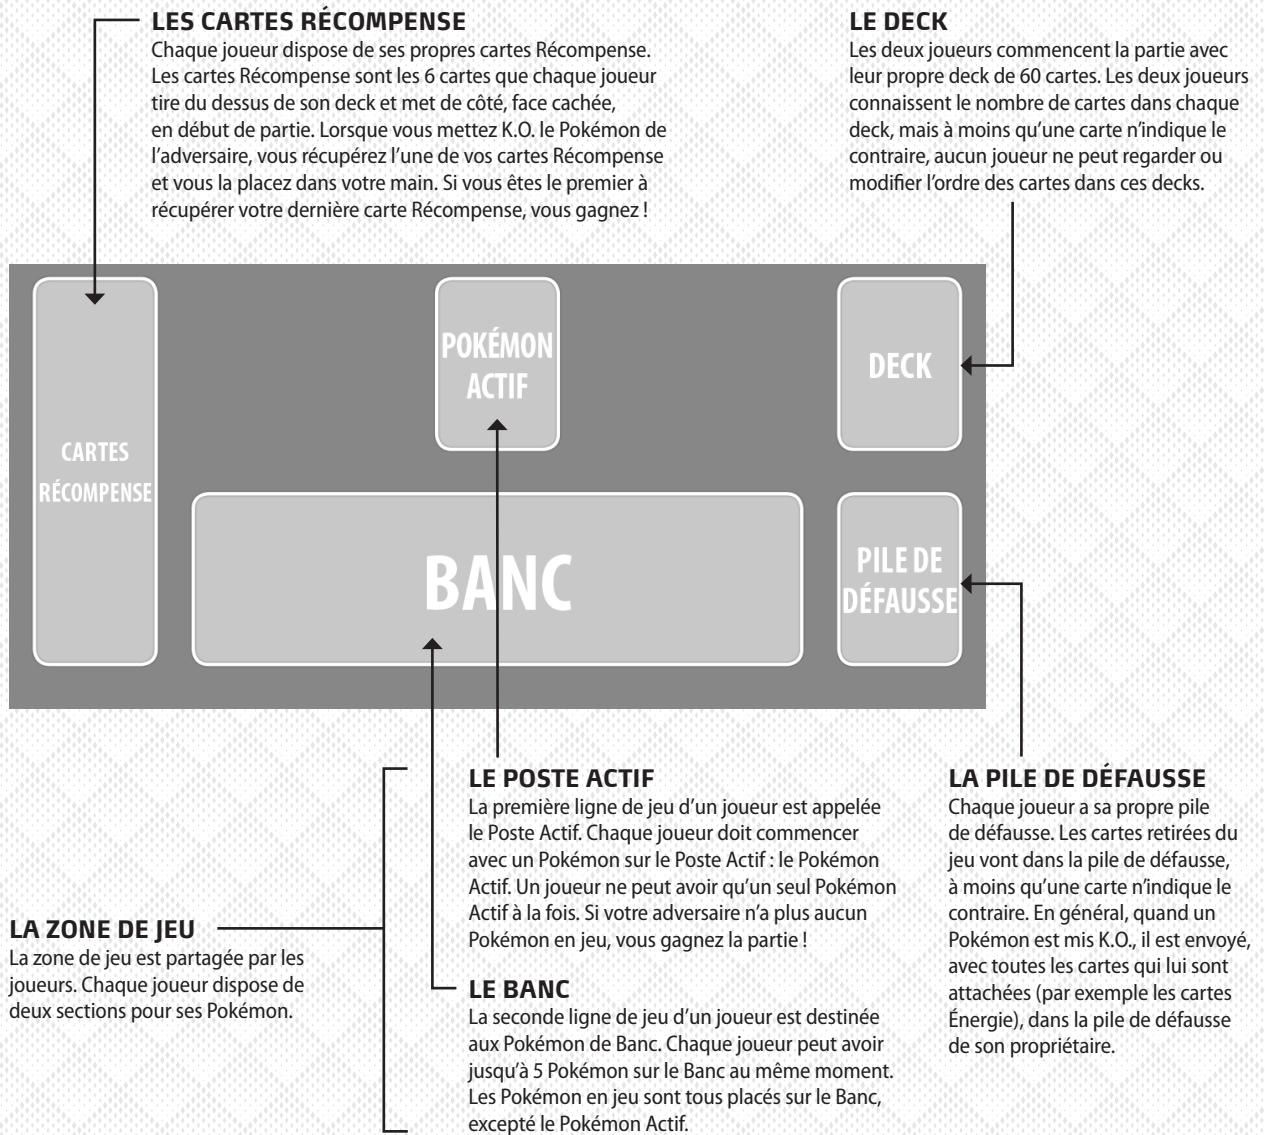 LES CARTES RÉCOMPENSE
Chaque joueur dispose de ses propres cartes Récompense.
Les cartes Récompense sont les 6 cartes que chaque joueur
tire du dessus de son deck et met de côté, face cachée,
en début de partie. Lorsque vous mettez K.O. le Pokémon de
l’adversaire, vous récupérez l’une de vos cartes Récompense
et vous la placez dans votre main. Si vous êtes le premier à
récupérer votre dernière carte Récompense, vous gagnez !
LE DECK
Les deux joueurs commencent la partie avec
leur propre deck de 60 cartes. Les deux joueurs
connaissent le nombre de cartes dans chaque
deck, mais à moins qu’une carte n’indique le
contraire, aucun joueur ne peut regarder ou
modifier l’ordre des cartes dans ces decks.
CARTES
RÉCOMPENSE
POKÉMON
ACTIF
DECK
BANC
PILE DE
DÉFAUSSE
LA ZONE DE JEU
La zone de jeu est partagée par les
joueurs. Chaque joueur dispose de
deux sections pour ses Pokémon.
LE POSTE ACTIF
La première ligne de jeu d’un joueur est appelée
le Poste Actif. Chaque joueur doit commencer
avec un Pokémon sur le Poste Actif : le Pokémon
Actif. Un joueur ne peut avoir qu’un seul Pokémon
Actif à la fois. Si votre adversaire n’a plus aucun
Pokémon en jeu, vous gagnez la partie !
LE BANC
La seconde ligne de jeu d’un joueur est destinée
aux Pokémon de Banc. Chaque joueur peut avoir
jusqu’à 5 Pokémon sur le Banc au même moment.
Les Pokémon en jeu sont tous placés sur le Banc,
excepté le Pokémon Actif.
LA PILE DE DÉFAUSSE
Chaque joueur a sa propre pile
de défausse. Les cartes retirées du
jeu vont dans la pile de défausse,
à moins qu’une carte n’indique le
contraire. En général, quand un
Pokémon est mis K.O., il est envoyé,
avec toutes les cartes qui lui sont
attachées (par exemple les cartes
Énergie), dans la pile de défausse
de son propriétaire.